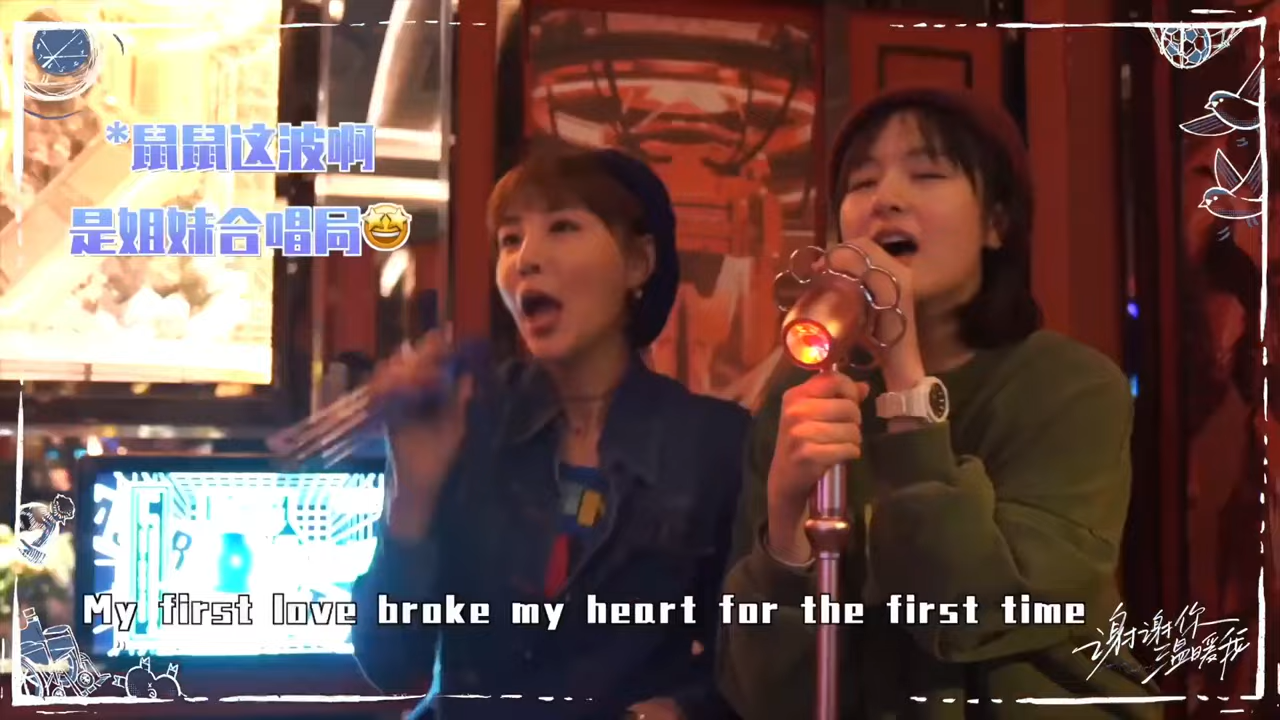 *鼠鼠这波啊
是姐妹合唱局🤩
My first love broke my heart for the first time
谢谢你
温暖我